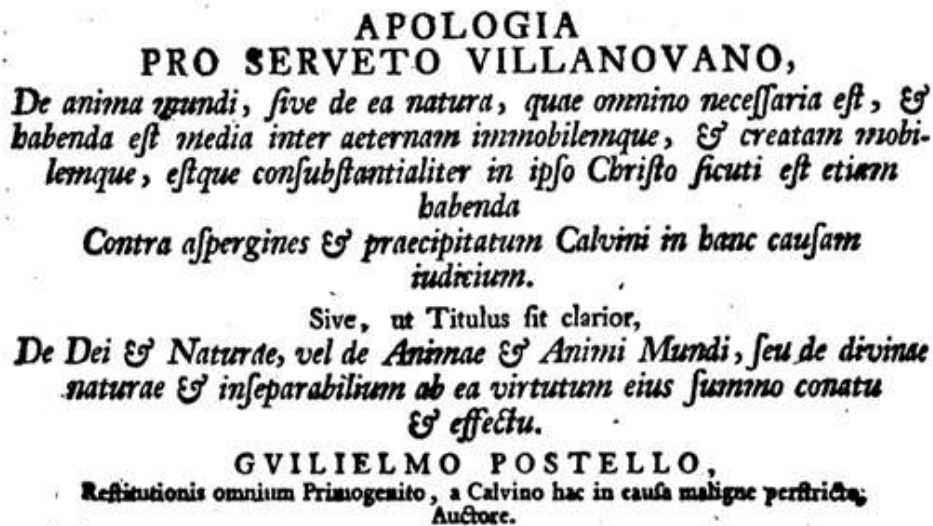 APOLOGIA
PRO SERVETO VILLANOVANO,
De anima mundi, ſive de ea natura, quae omnino neceſſaria eſt, &
habenda eſt media inter aeternam immobilemque, & creatam mobi-
lemque, eſtque conſubſtantialiter in ipſo Chriſto ſicuti eſt etiam
habenda
Contra aſpergines & praecipitatum Calvini in hanc cauſam
iudicium.
Sive, ut Titulus ſit clarior,
De Dei & Naturae, vel de Animae & Animi Mundi, ſeu de divinae
naturae & inſeparabilium ab ea virtutum eius ſummo conatu
& effectu.
GVILIELMO POSTELLO,
Reſtitutionis omnium Primogenito, a Calvino hac in cauſa maligne perſtricto,
Auctore.